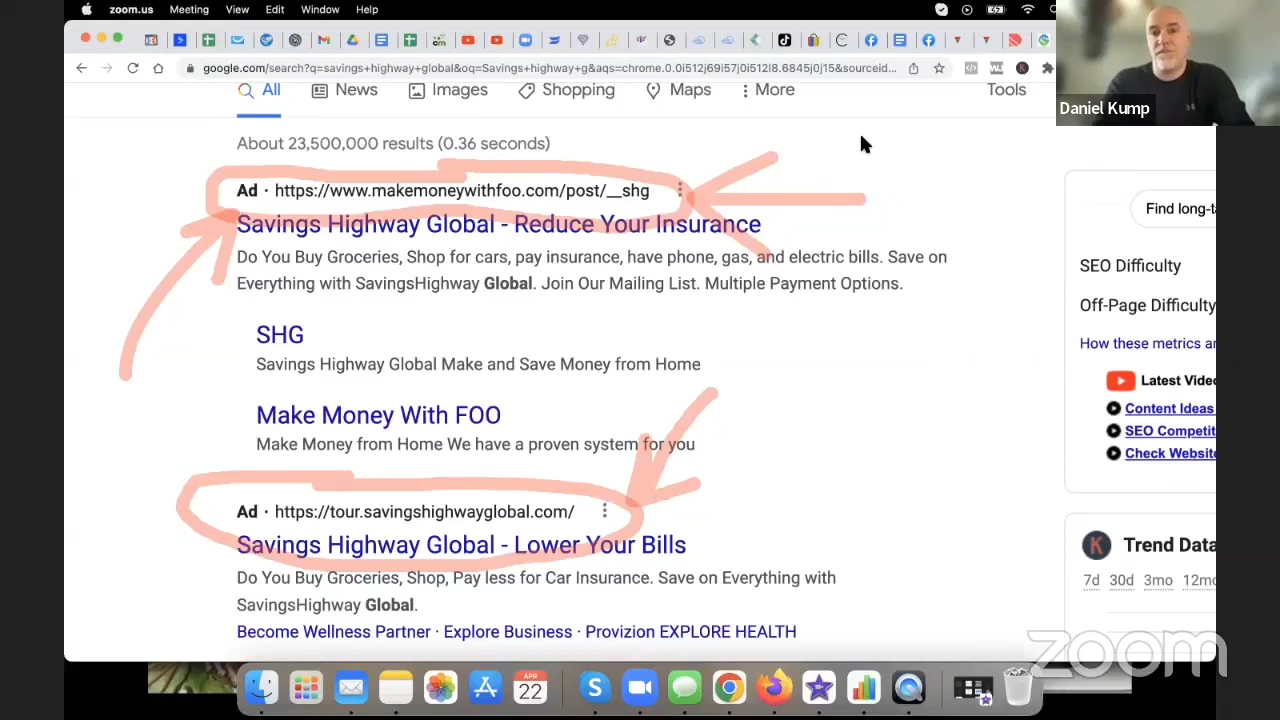 zoom.us Meeting View Edit Window Help
google.com/search?q=savings+highway+global&oq=Savings+highway+g&aqs=chrome.0.0i512j69i57j0i512l8.6845j0j15&sourceid...
Daniel Kump
All News Images Shopping Maps More Tools
About 23,500,000 results (0.36 seconds)
Ad · https://www.makemoneywithfoo.com/post/__shg
Savings Highway Global - Reduce Your Insurance
Do You Buy Groceries, Shop for cars, pay insurance, have phone, gas, and electric bills. Save on
Everything with SavingsHighway Global. Join Our Mailing List. Multiple Payment Options.
SHG
Savings Highway Global Make and Save Money from Home
Make Money With FOO
Make Money from Home We have a proven system for you
Ad · https://tour.savingshighwayglobal.com/
Savings Highway Global - Lower Your Bills
Do You Buy Groceries, Shop, Pay less for Car Insurance. Save on Everything with
SavingsHighway Global.
Become Wellness Partner · Explore Business · Provizion EXPLORE HEALTH
Find long-ta
SEO Difficulty
Off-Page Difficulty
How these metrics ar
Latest Video
Content Ideas
SEO Competit
Check Website
K Trend Data
7d 30d 3mo 12mo
zoom
APR
22